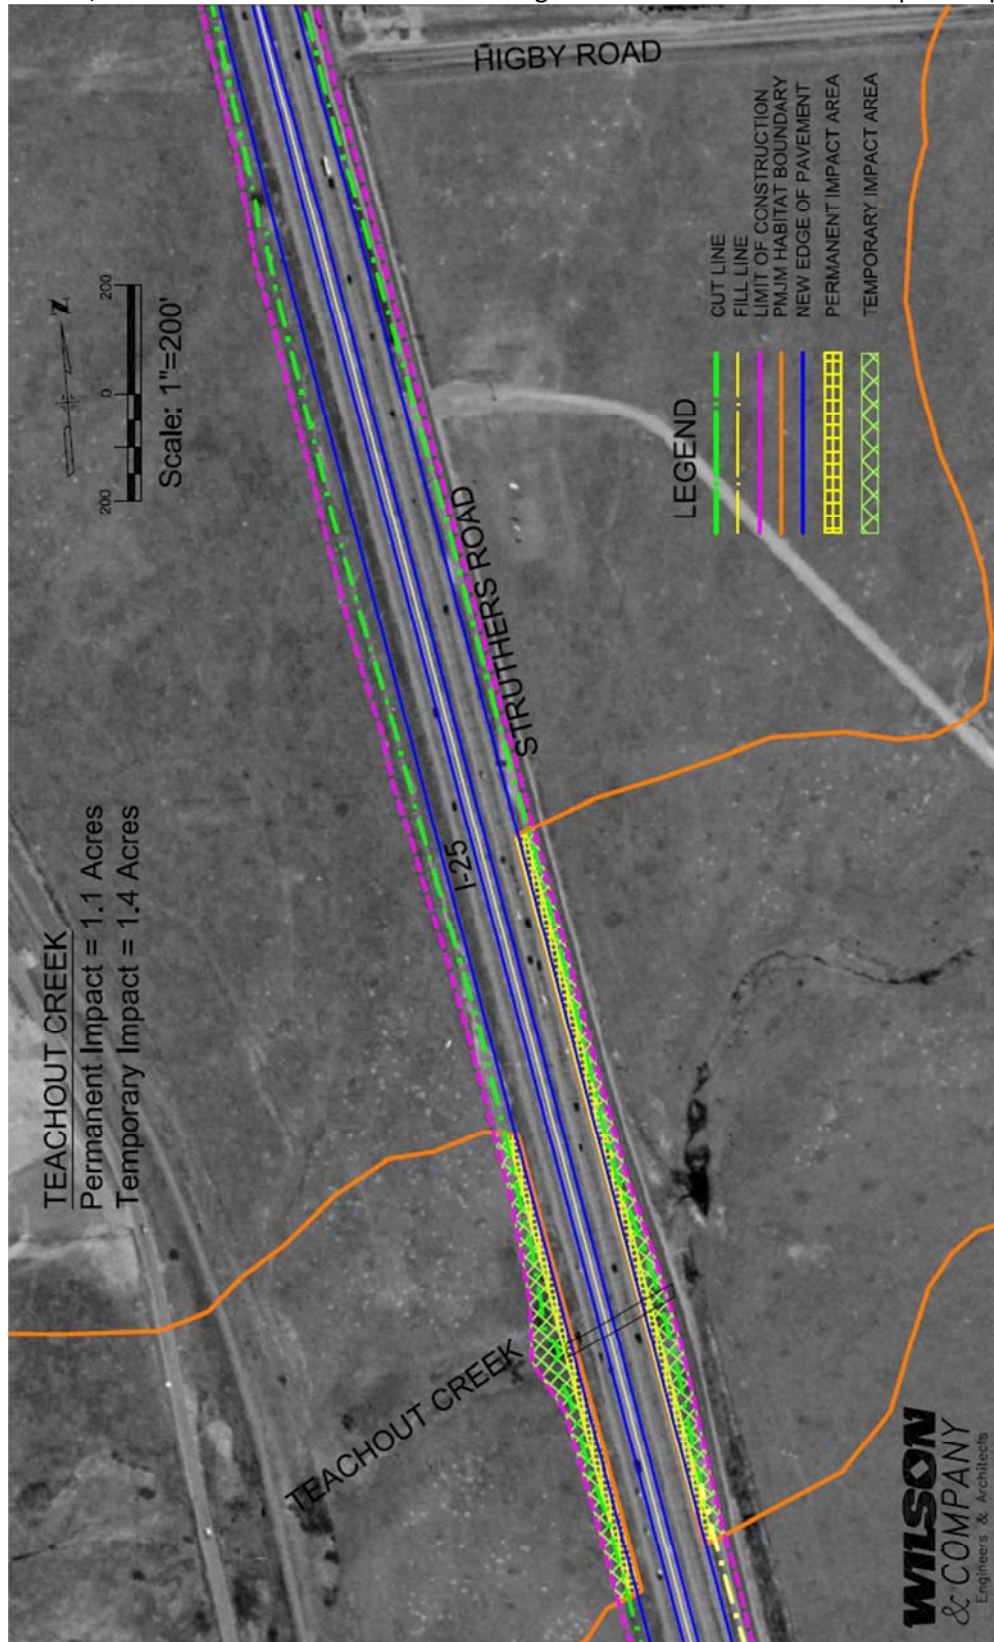 HIGBY ROAD
200
0
200
Z
Scale: 1"=200'
LEGEND
CUT LINE
FILL LINE
LIMIT OF CONSTRUCTION
PMJM HABITAT BOUNDARY
NEW EDGE OF PAVEMENT
PERMANENT IMPACT AREA
TEMPORARY IMPACT AREA
STRUTHERS ROAD
I-25
TEACHOUT CREEK
Permanent Impact = 1.1 Acres
Temporary Impact = 1.4 Acres
TEACHOUT CREEK
WILSON
& COMPANY
Engineers & Architects